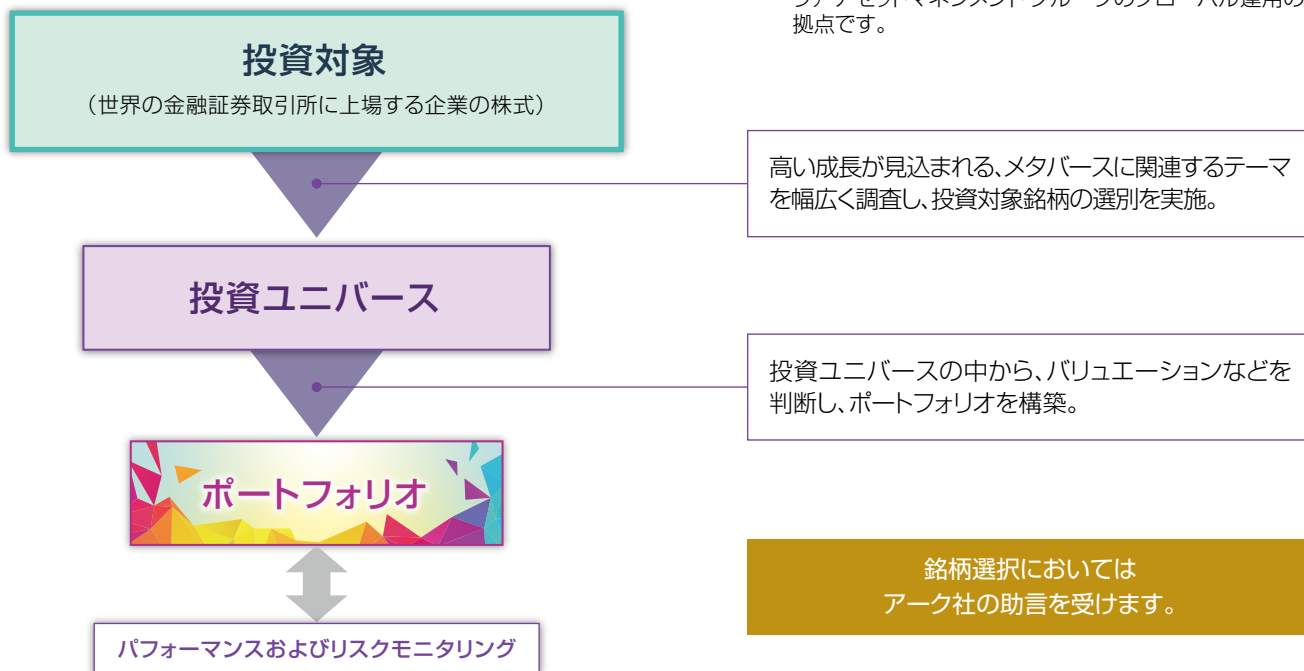 拠点です。
投資対象
（世界の金融証券取引所に上場する企業の株式）
高い成長が見込まれる、メタバースに関連するテーマ
を幅広く調査し、投資対象銘柄の選別を実施。
投資ユニバース
投資ユニバースの中から、バリュエーションなどを
判断し、ポートフォリオを構築。
ポートフォリオ
銘柄選択においては
アーク社の助言を受けます。
パフォーマンスおよびリスクモニタリング